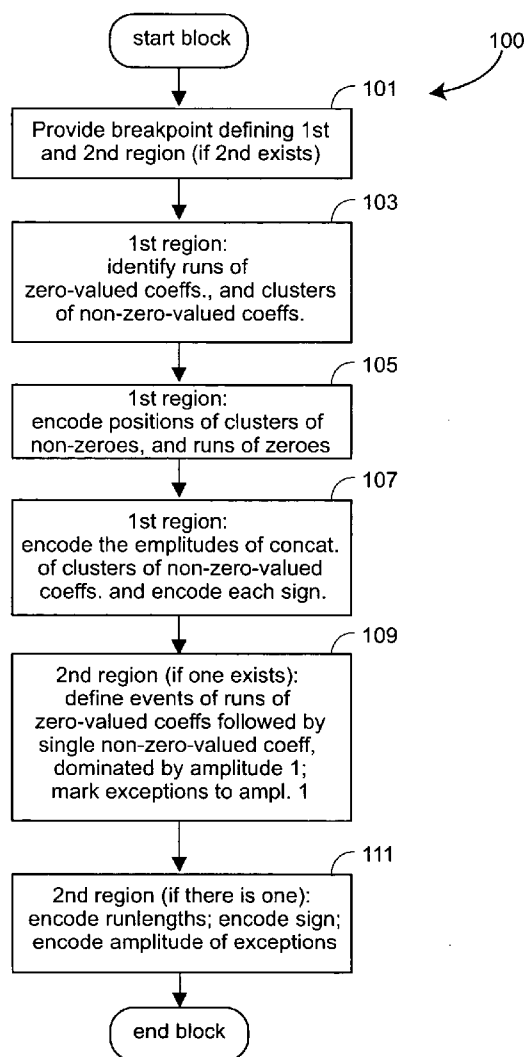 start block
100
101
Provide breakpoint defining 1st
and 2nd region (if 2nd exists)
103
1st region:
identify runs of
zero-valued coeffs., and clusters
of non-zero-valued coeffs.
105
1st region:
encode positions of clusters of
non-zeroes, and runs of zeroes
107
1st region:
encode the emplitudes of concat.
of clusters of non-zero-valued
coeffs. and encode each sign.
109
2nd region (if one exists):
define events of runs of
zero-valued coeffs followed by
single non-zero-valued coeff,
dominated by amplitude 1;
mark exceptions to ampl. 1
111
2nd region (if there is one):
encode runlengths; encode sign;
encode amplitude of exceptions
end block